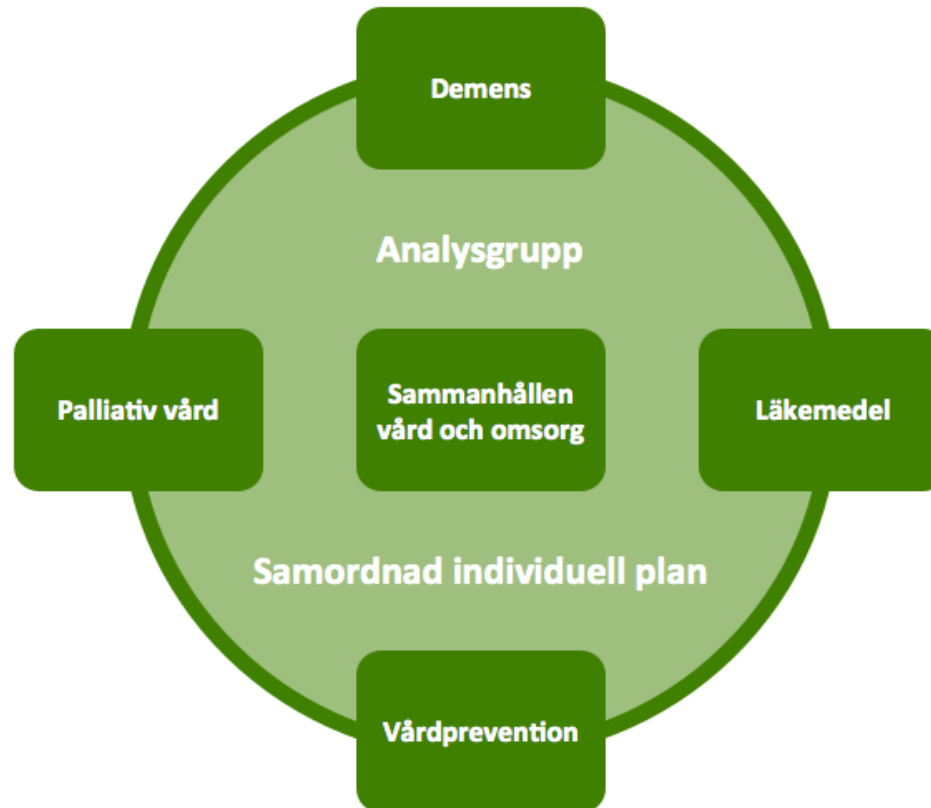 Demens
Analysgrupp
Palliativ vård
Sammanhållen
vård och omsorg
Läkemedel
Samordnad individuell plan
Vårdprevention